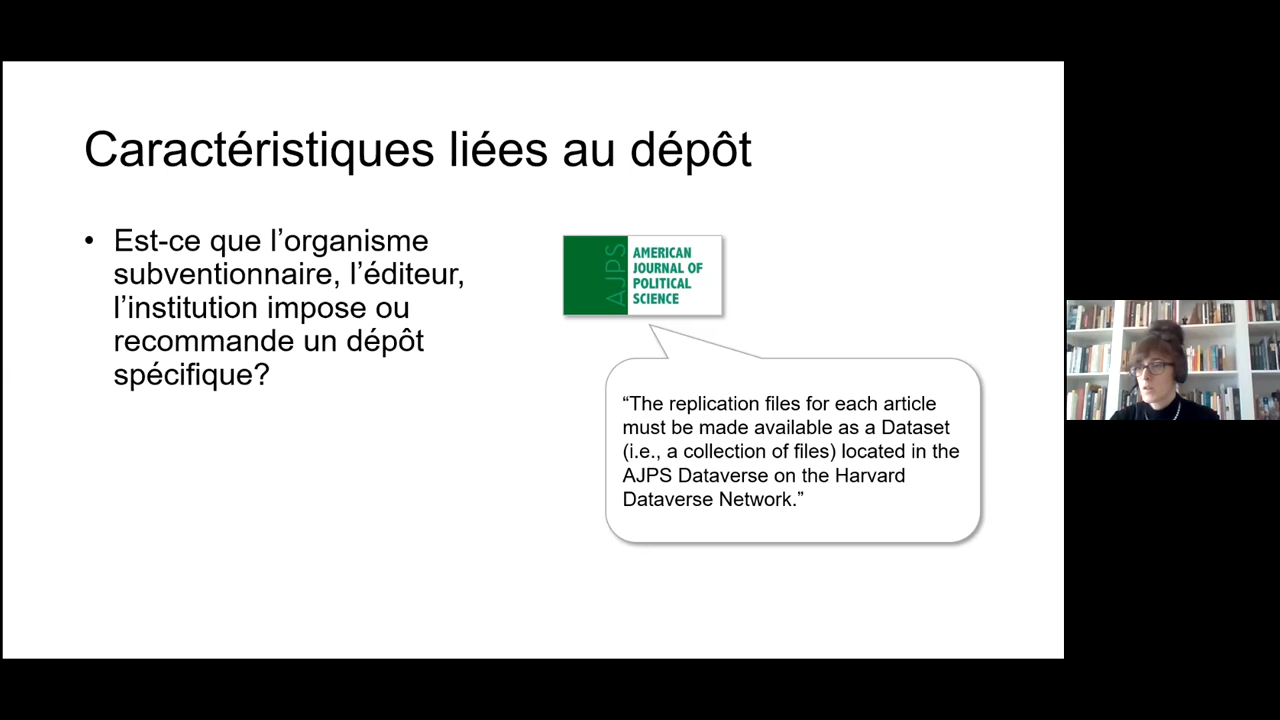 Caractéristiques liées au dépôt
• Est-ce que l’organisme
subventionnaire, l’éditeur,
l’institution impose ou
recommande un dépôt
spécifique?
AJPS
AMERICAN
JOURNAL OF
POLITICAL
SCIENCE
“The replication files for each article
must be made available as a Dataset
(i.e., a collection of files) located in the
AJPS Dataverse on the Harvard
Dataverse Network.”